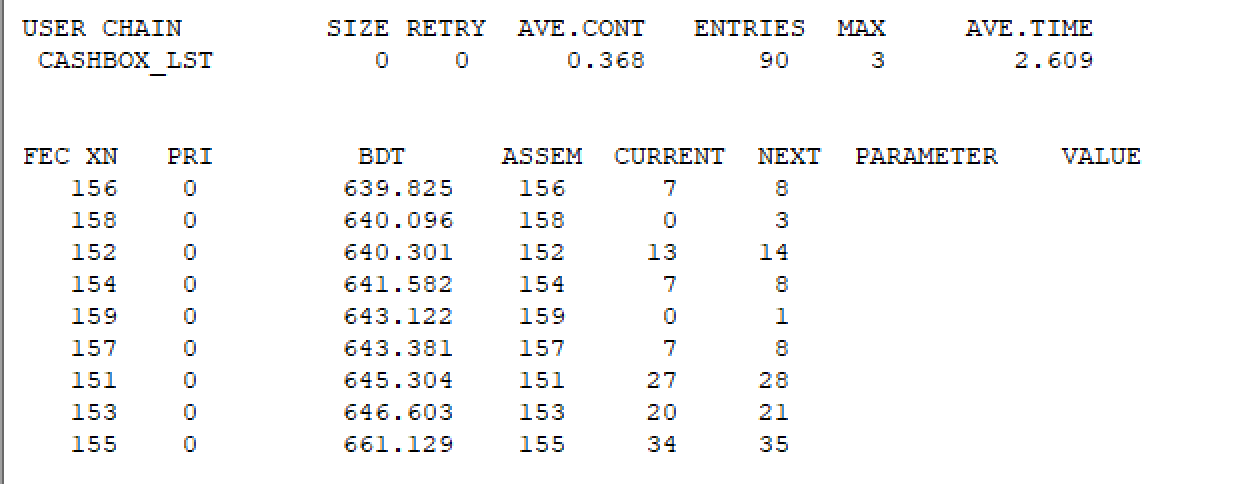 USER CHAIN SIZE RETRY AVE.CONT ENTRIES MAX AVE.TIME
CASHBOX_LST 0 0 0.368 90 3 2.609
FEC XN PRI BDT ASSEM CURRENT NEXT PARAMETER VALUE
156 0 639.825 156 7 8
158 0 640.096 158 0 3
152 0 640.301 152 13 14
154 0 641.582 154 7 8
159 0 643.122 159 0 1
157 0 643.381 157 7 8
151 0 645.304 151 27 28
153 0 646.603 153 20 21
155 0 661.129 155 34 35